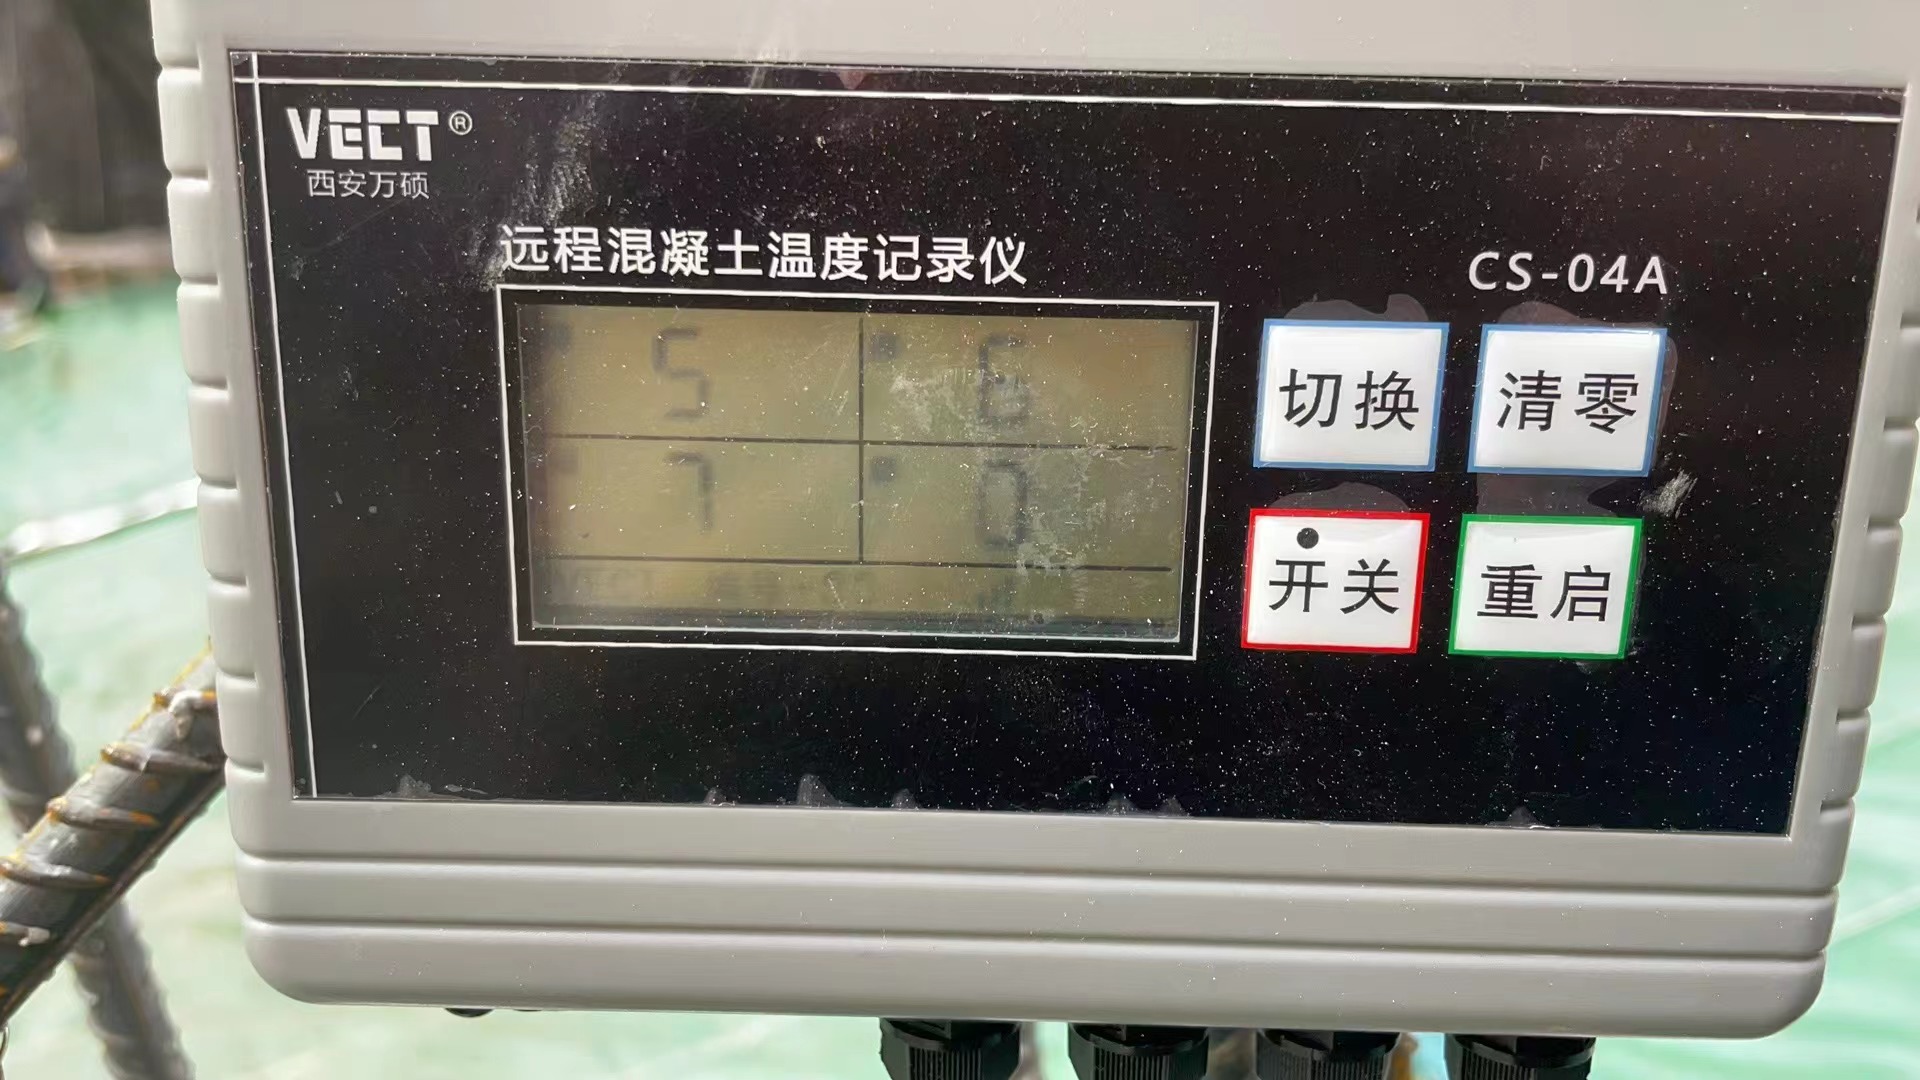 VECT®
西安万硕
远程混凝土温度记录仪
CS-04A
5 6
7 0
切换 清零
开关 重启